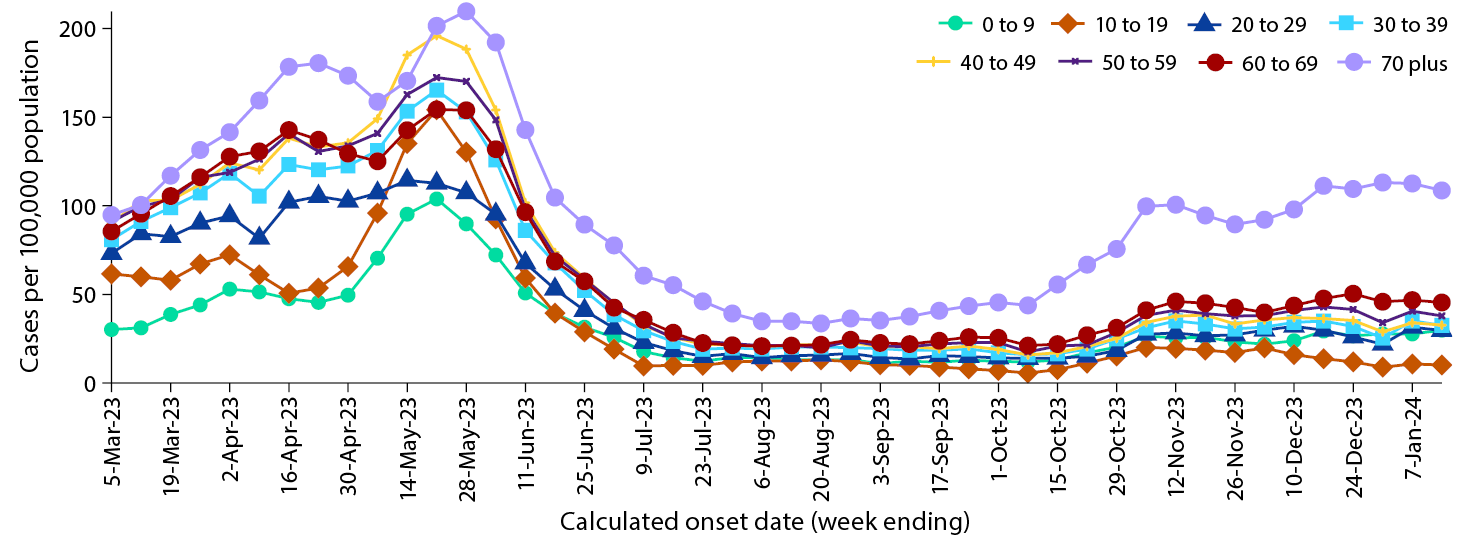 0 to 9 10 to 19 20 to 29 30 to 39
40 to 49 50 to 59 60 to 69 70 plus
Cases per 100,000 population
200
150
100
50
0
5-Mar-23 19-Mar-23 2-Apr-23 16-Apr-23 30-Apr-23 14-May-23 28-May-23 11-Jun-23 25-Jun-23 9-Jul-23 23-Jul-23 6-Aug-23 20-Aug-23 3-Sep-23 17-Sep-23 1-Oct-23 15-Oct-23 29-Oct-23 12-Nov-23 26-Nov-23 10-Dec-23 24-Dec-23 7-Jan-24
Calculated onset date (week ending)